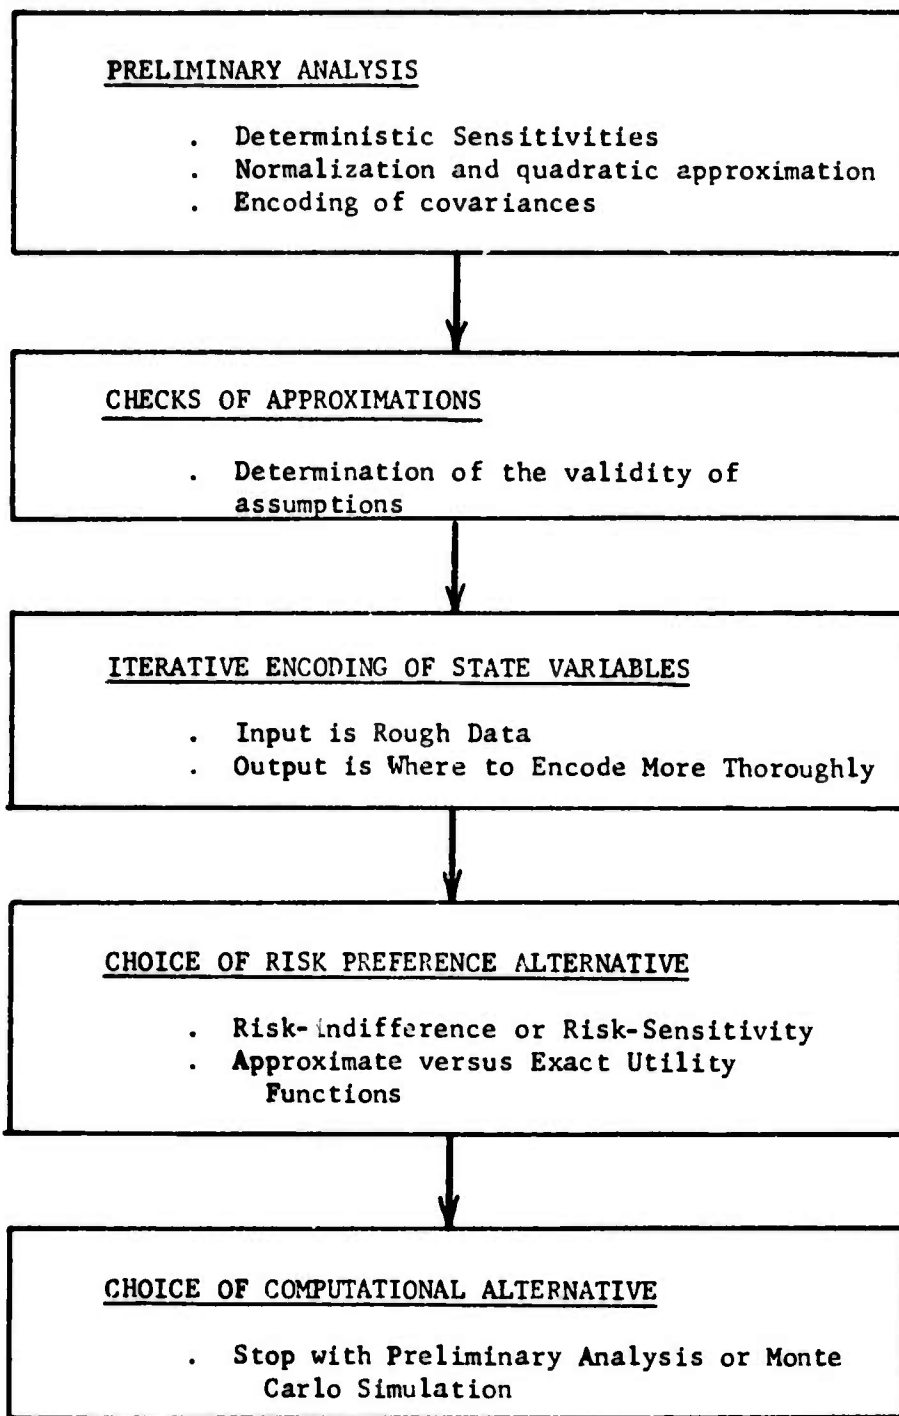 PRELIMINARY ANALYSIS
. Deterministic Sensitivities
. Normalization and quadratic approximation
. Encoding of covariances
CHECKS OF APPROXIMATIONS
. Determination of the validity of
assumptions
ITERATIVE ENCODING OF STATE VARIABLES
. Input is Rough Data
. Output is Where to Encode More Thoroughly
CHOICE OF RISK PREFERENCE ALTERNATIVE
. Risk-indifference or Risk-Sensitivity
. Approximate versus Exact Utility
Functions
CHOICE OF COMPUTATIONAL ALTERNATIVE
. Stop with Preliminary Analysis or Monte
Carlo Simulation